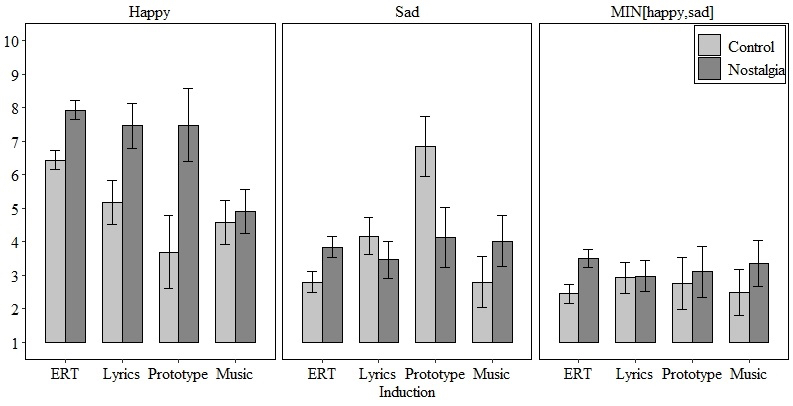 Happy
Sad
MIN[happy,sad]
Control
Nostalgia
10
9
8
7
6
5
4
3
2
1
ERT Lyrics Prototype Music
ERT Lyrics Prototype Music
ERT Lyrics Prototype Music
Induction